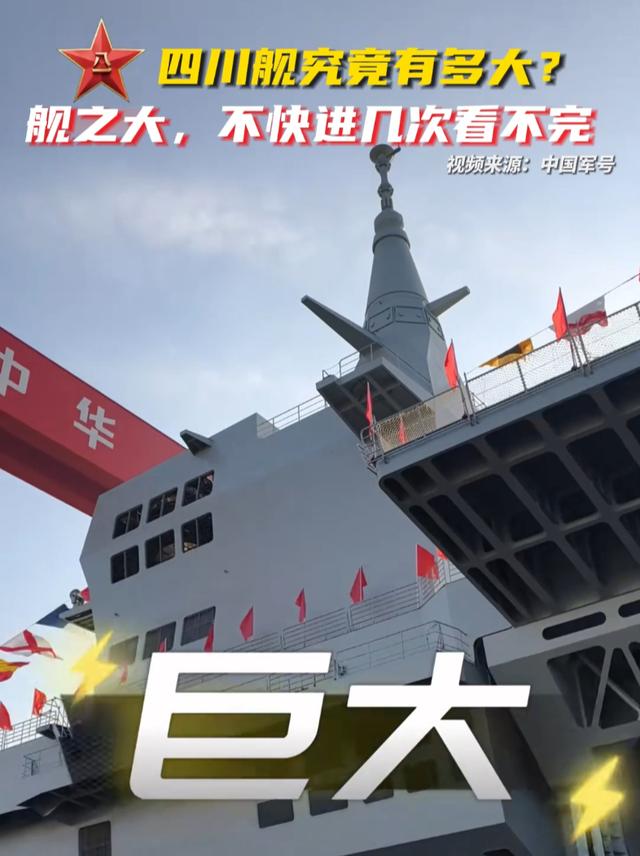 八一
四川舰究竟有多大？
舰之大，不快进几次看不完
视频来源：中国军号
中华
巨大